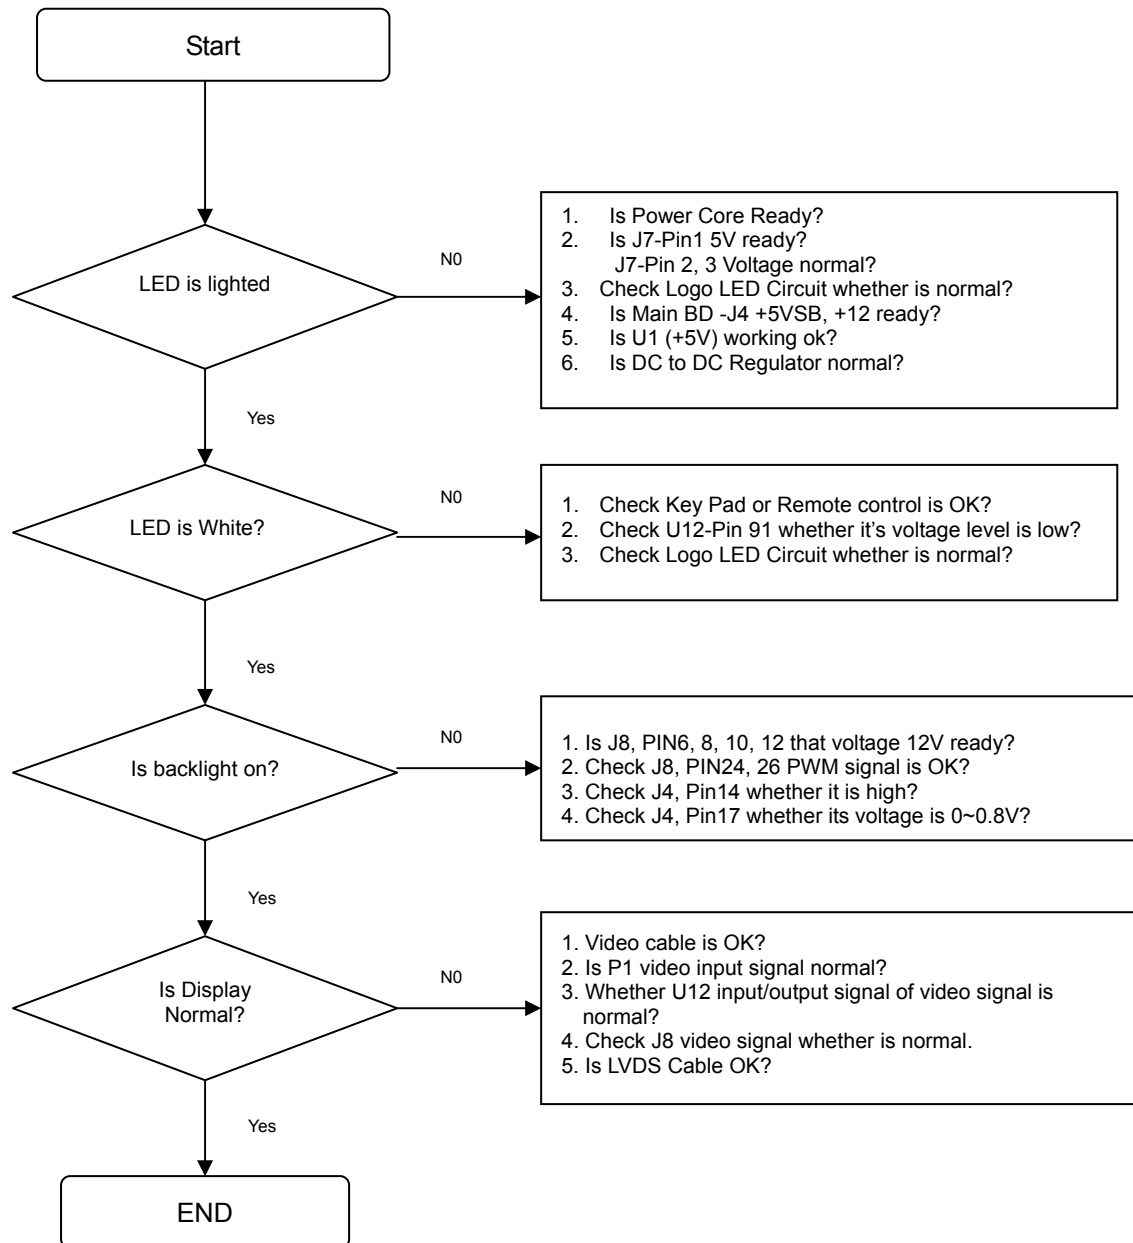 Start
LED is lighted
N0
1. Is Power Core Ready?
2. Is J7-Pin1 5V ready?
J7-Pin 2, 3 Voltage normal?
3. Check Logo LED Circuit whether is normal?
4. Is Main BD -J4 +5VSB, +12 ready?
5. Is U1 (+5V) working ok?
6. Is DC to DC Regulator normal?
Yes
LED is White?
N0
1. Check Key Pad or Remote control is OK?
2. Check U12-Pin 91 whether it’s voltage level is low?
3. Check Logo LED Circuit whether is normal?
Yes
Is backlight on?
N0
1. Is J8, PIN6, 8, 10, 12 that voltage 12V ready?
2. Check J8, PIN24, 26 PWM signal is OK?
3. Check J4, Pin14 whether it is high?
4. Check J4, Pin17 whether its voltage is 0~0.8V?
Yes
Is Display
Normal?
N0
1. Video cable is OK?
2. Is P1 video input signal normal?
3. Whether U12 input/output signal of video signal is
normal?
4. Check J8 video signal whether is normal.
5. Is LVDS Cable OK?
Yes
END